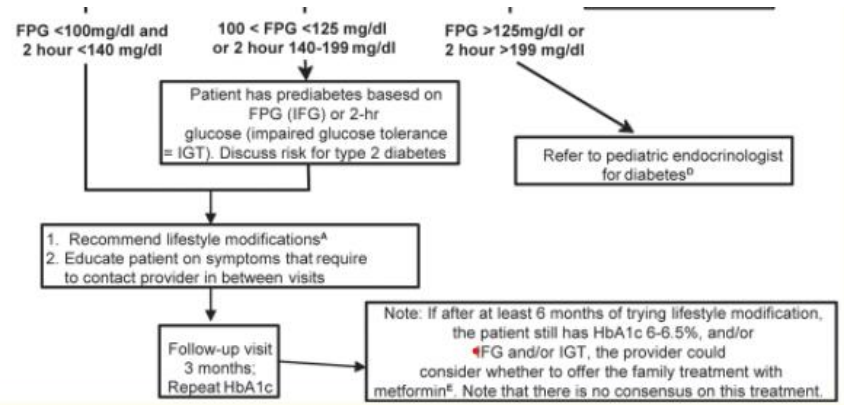 FPG <100mg/dl and
2 hour <140 mg/dl
100 < FPG <125 mg/dl
or 2 hour 140-199 mg/dl
FPG >125mg/dl or
2 hour >199 mg/dl
Patient has prediabetes basesd on
FPG (IFG) or 2-hr
glucose (impaired glucose tolerance
= IGT). Discuss risk for type 2 diabetes
Refer to pediatric endocrinologist
for diabetesᴰ
1. Recommend lifestyle modificationsᴬ
2. Educate patient on symptoms that require
to contact provider in between visits
Follow-up visit
3 months;
Repeat HbA1c
Note: If after at least 6 months of trying lifestyle modification,
the patient still has HbA1c 6-6.5%, and/or
IFG and/or IGT, the provider could
consider whether to offer the family treatment with
metforminᴱ. Note that there is no consensus on this treatment.